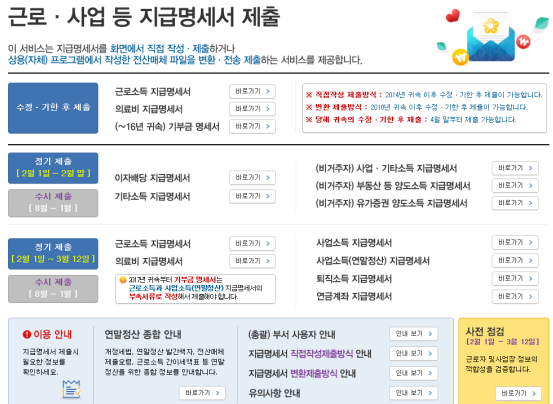 근로 · 사업 등 지급명세서 제출
이 서비스는 지급명세서를 화면에서 직접 작성 · 제출하거나
상용(자체) 프로그램에서 작성한 전산매체 파일을 변환 · 전송 제출하는 서비스를 제공합니다.
수정 · 기한 후 제출
근로소득 지급명세서 바로가기 >
의료비 지급명세서 바로가기 >
(~16년 귀속) 기부금 명세서 바로가기 >
※ 직접작성 제출방식 : 2014년 귀속 이후 수정 · 기한 후 제출이 가능합니다.
※ 변환 제출방식 : 2010년 귀속 이후 수정 · 기한 후 제출이 가능합니다.
※ 당해 귀속의 수정 · 기한 후 제출 : 4월 말부터 제출 가능합니다.
정기 제출
[ 2월 1일 ~ 2월 말 ]
수시 제출
[ 8월 ~ 1월 ]
이자배당 지급명세서 바로가기 >
기타소득 지급명세서 바로가기 >
(비거주자) 사업 · 기타소득 지급명세서 바로가기 >
(비거주자) 부동산 등 양도소득 지급명세서 바로가기 >
(비거주자) 유가증권 양도소득 지급명세서 바로가기 >
정기 제출
[ 2월 1일 ~ 3월 12일 ]
수시 제출
[ 8월 ~ 1월 ]
근로소득 지급명세서 바로가기 >
의료비 지급명세서 바로가기 >
2017년 귀속부터 기부금 명세서는
근로소득과 사업소득(연말정산) 지급명세서의
부속서류로 작성해서 제출해야 합니다.
사업소득 지급명세서 바로가기 >
사업소득(연말정산) 지급명세서 바로가기 >
퇴직소득 지급명세서 바로가기 >
연금계좌 지급명세서 바로가기 >
이용 안내
지급명세서 제출시
필요한 정보를
확인하세요.
연말정산 종합 안내
개정세법, 연말정산 발간책자, 전산매체
제출요령, 근로소득 간이세액표 등 연말
정산을 위한 종합 정보를 안내합니다.
바로가기 >
(총괄) 부서 사용자 안내 안내 보기 >
지급명세서 직접작성제출방식 안내 안내 보기 >
지급명세서 변환제출방식 안내 안내 보기 >
유의사항 안내 안내 보기 >
사전 점검
[2월 1일 ~ 3월 12일]
근로자 및 사업장 정보의
적합성을 검증합니다.
바로가기 >